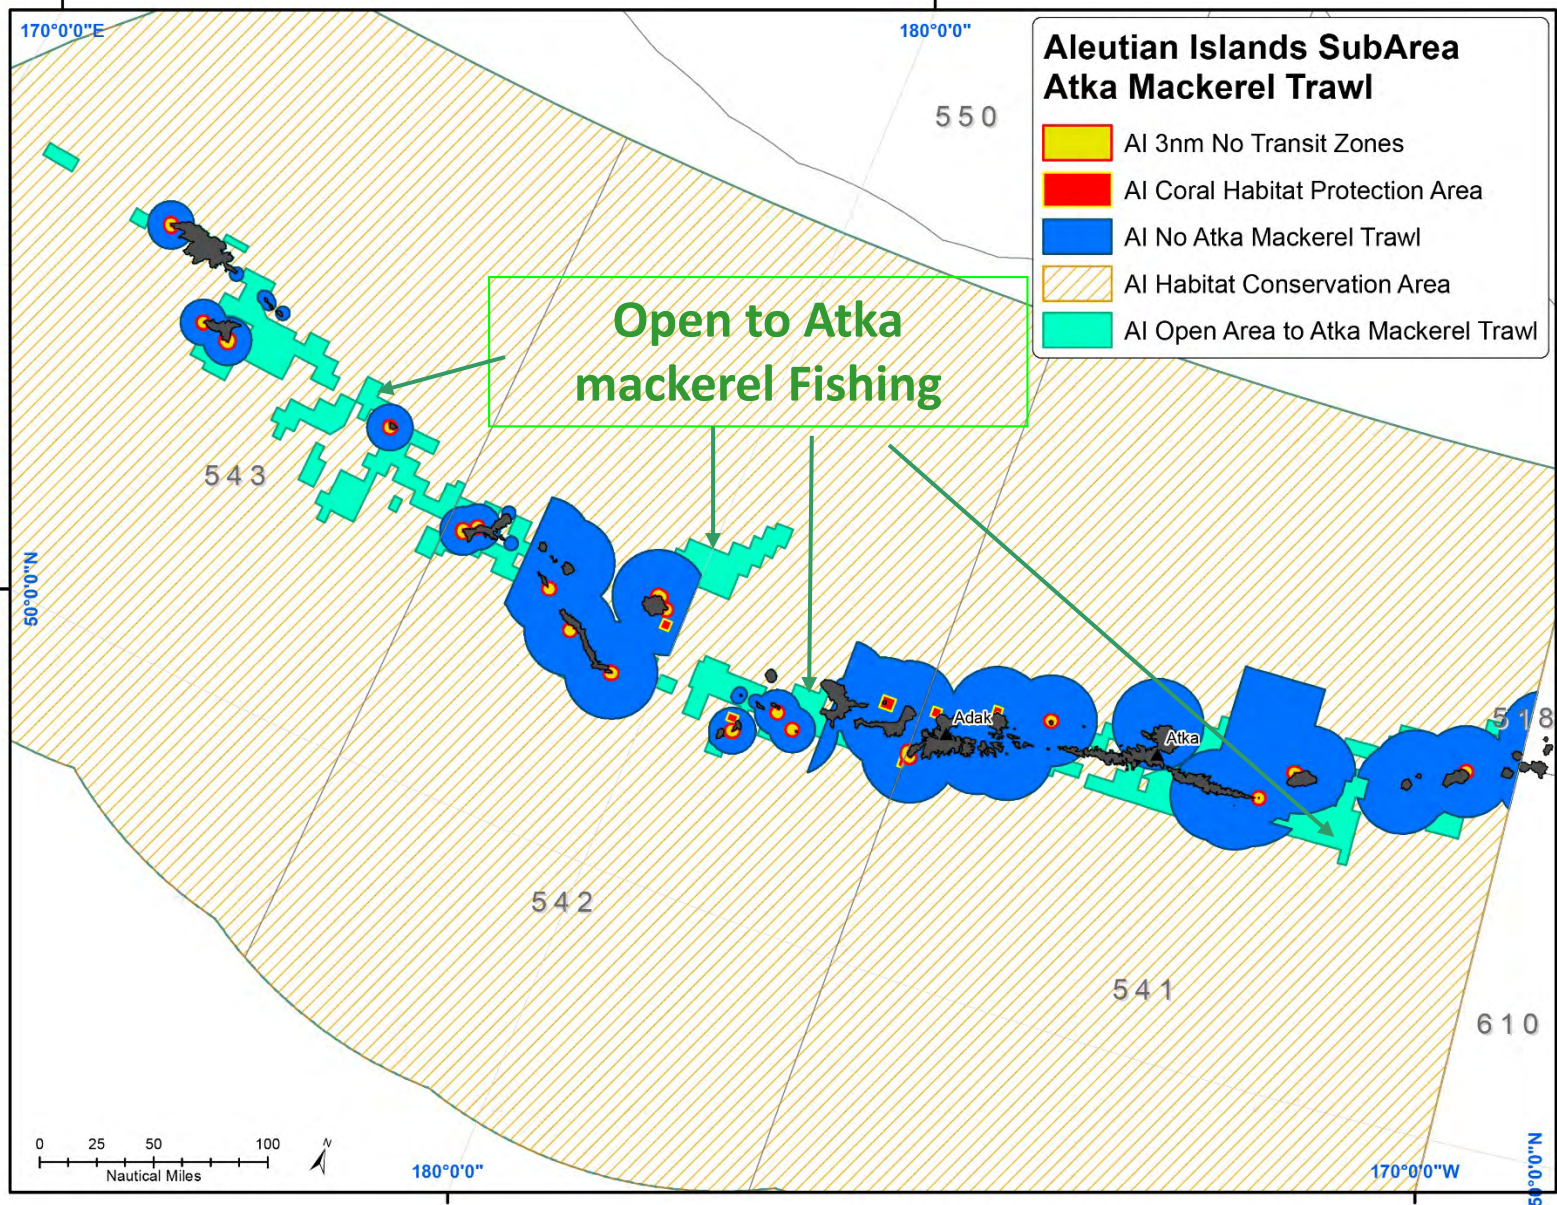 170°0'0"E
180°0'0"
Aleutian Islands SubArea
Atka Mackerel Trawl
AI 3nm No Transit Zones
AI Coral Habitat Protection Area
AI No Atka Mackerel Trawl
AI Habitat Conservation Area
AI Open Area to Atka Mackerel Trawl
550
Open to Atka
mackerel Fishing
543
50°0'0"N
518
Adak
Atka
542
541
610
0 25 50 100
Nautical Miles
N
180°0'0"
170°0'0"W
50°0'0"N